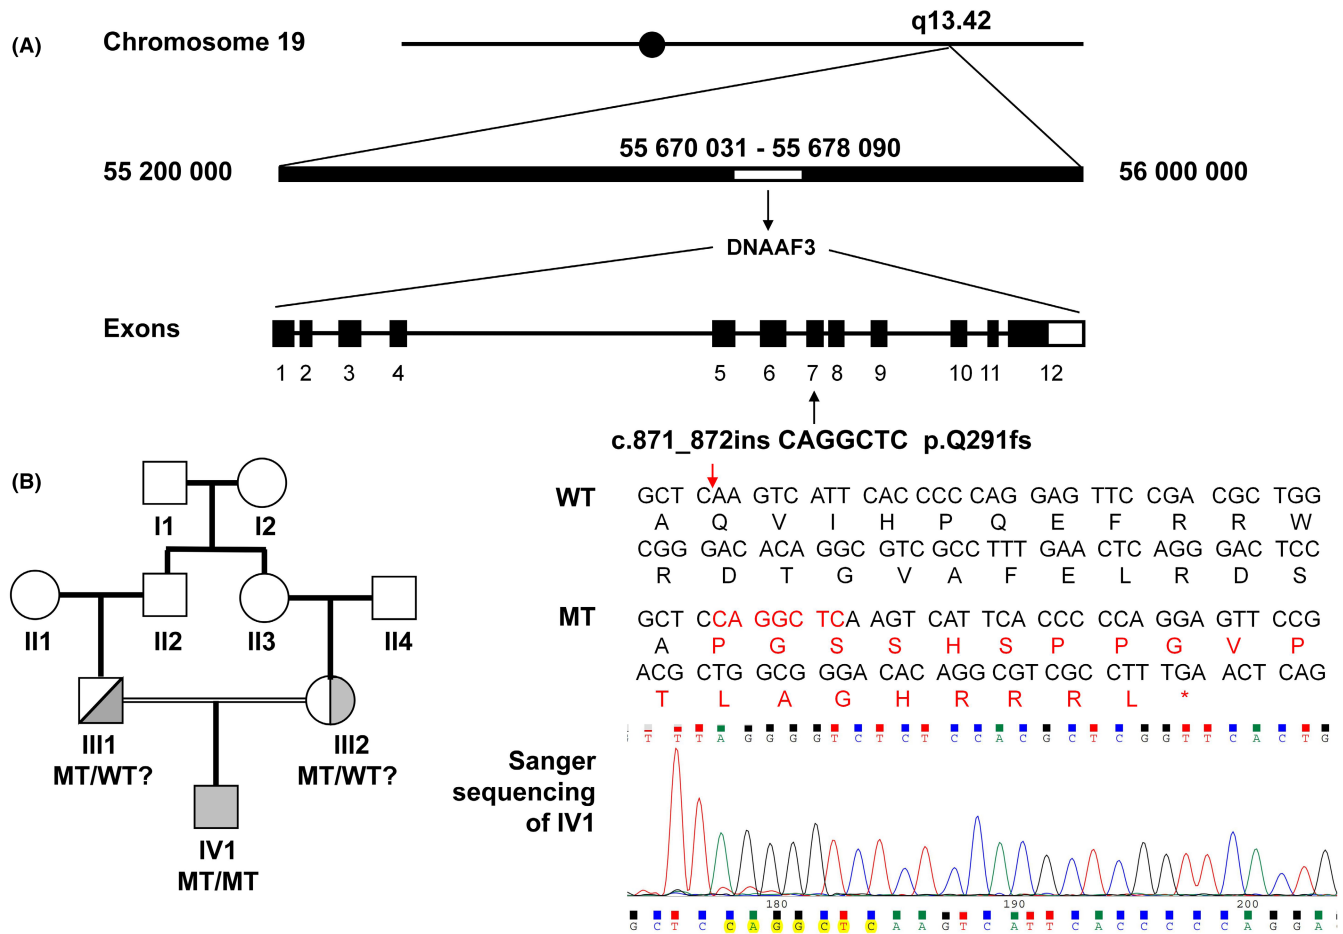 (A)
Chromosome 19
q13.42
55 200 000
55 670 031 - 55 678 090
56 000 000
DNAAF3
Exons
1 2 3 4 5 6 7 8 9 10 11 12
c.871_872ins CAGGCTC p.Q291fs
WT
GCT CAA GTC ATT CAC CCC CAG GAG TTC CGA CGC TGG
A Q V I H P Q E F R R W
CGG GAC ACA GGC GTC GCC TTT GAA CTC AGG GAC TCC
R D T G V A F E L R D S
MT
GCT CCA GGC TCA AGT CAT TCA CCC CCA GGA GTT CCG
A P G S S H S P P G V P
ACG CTG GCG GGA CAC AGG CGT CGC CTT TGA ACT CAG
T L A G H R R R L *
(B)
I1 I2
II1 II2 II3 II4
III1 III2
MT/WT? MT/WT?
IV1
MT/MT
Sanger
sequencing
of IV1
T T T A G G G G T C T C T C C A C G C T C G G T T C A C T G
180 190 200
G C T C C A G G C T C A A G T C A T T C A C C C C C A G G A